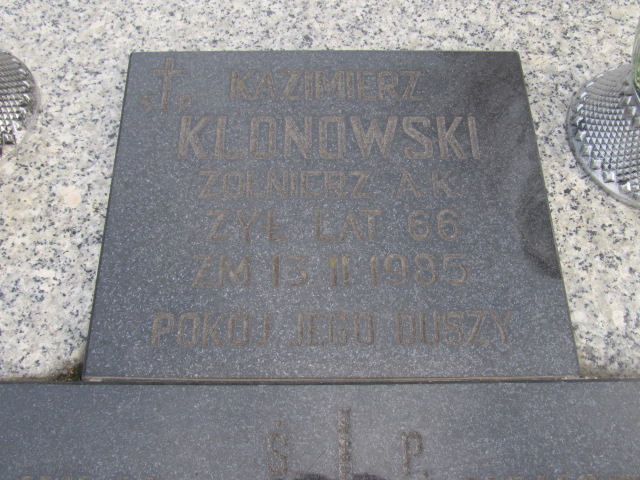 KAZIMIERZ
KLONOWSKI
ŻOŁNIERZ A.K.
ŻYŁ LAT 66
ZM 13 II 1985
POKÓJ JEGO DUSZY
Ś. P.